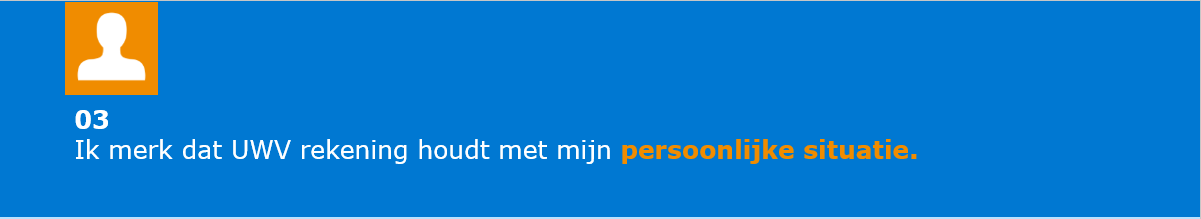 03
Ik merk dat UWV rekening houdt met mijn persoonlijke situatie.